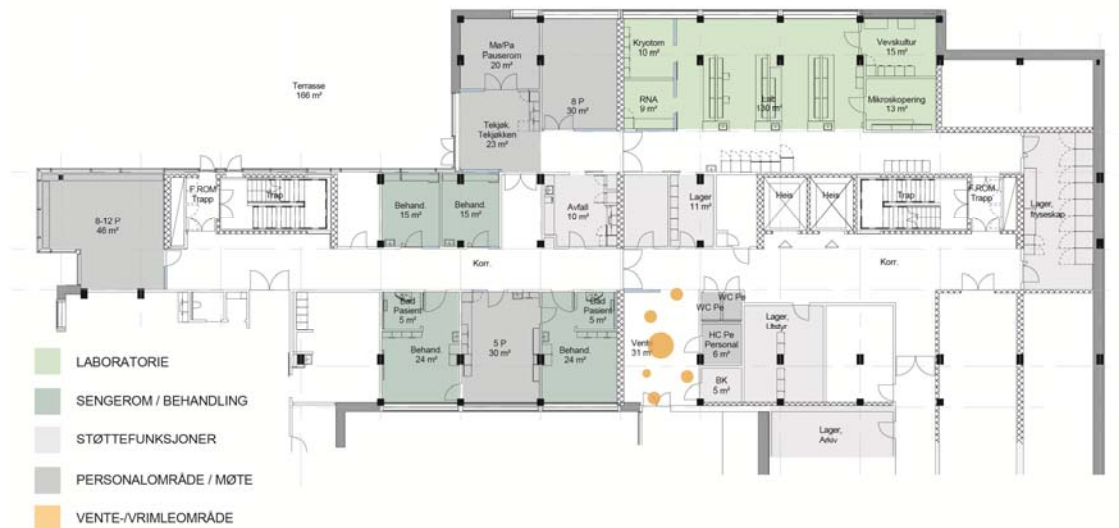 Mø/Pa
Pauserom
20 m²
8 P
30 m²
Kryotom
10 m²
Vevskultur
15 m²
Terrasse
166 m²
RNA
9 m²
Lab
130 m²
Mikroskopering
13 m²
Tekjøk.
Tekjøkken
23 m²
8-12 P
46 m²
F.ROM
Trapp
Trap
Behand.
15 m²
Behand.
15 m²
Avfall
10 m²
Lager
11 m²
Heis
Heis
Trap
F.ROM
Trapp
Lager,
fryseskap
Korr.
Korr.
Bad
Pasient
5 m²
Behand.
24 m²
5 P
30 m²
Bad
Pasient
5 m²
Behand.
24 m²
Vente
31 m²
WC Pe
WC Pe
HC Pe
Personal
6 m²
BK
5 m²
Lager,
Utstyr
Lager,
Arkiv
LABORATORIE
SENGEROM / BEHANDLING
STØTTEFUNKSJONER
PERSONALOMRÅDE / MØTE
VENTE-/VRIMLEOMRÅDE